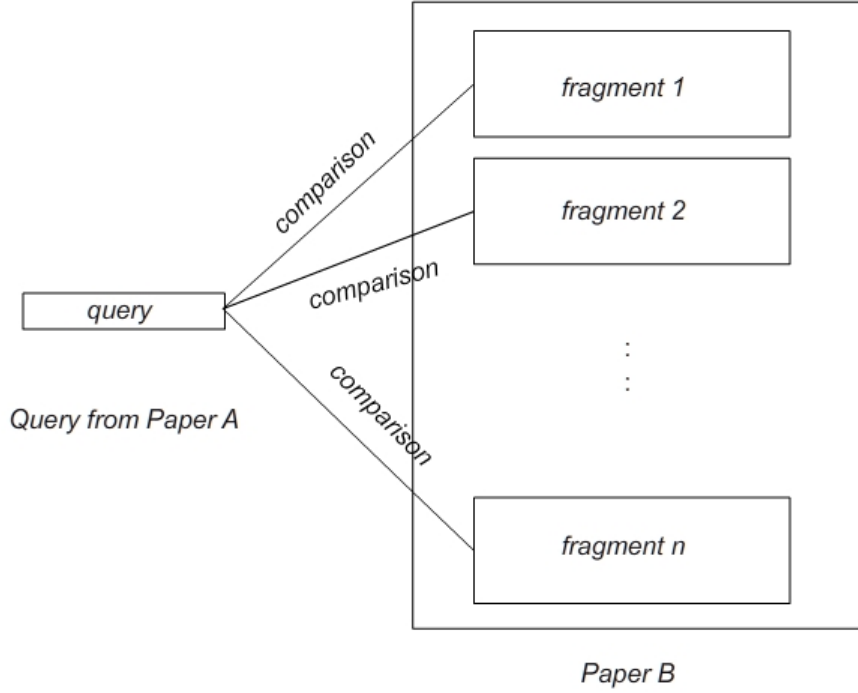 fragment 1
comparison
fragment 2
comparison
query
:
:
comparison
Query from Paper A
fragment n
Paper B